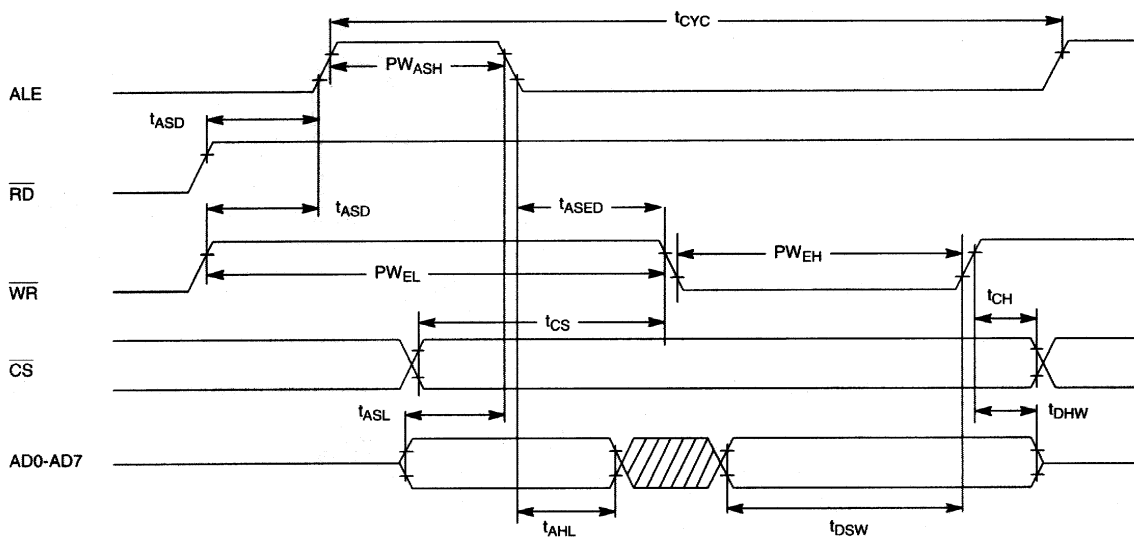 tCYC
PWASH
ALE
tASD
RD
tASD
tASED
PWEL
PWEH
WR
tCH
tCS
CS
tASL
tDHW
AD0-AD7
tAHL
tDSW